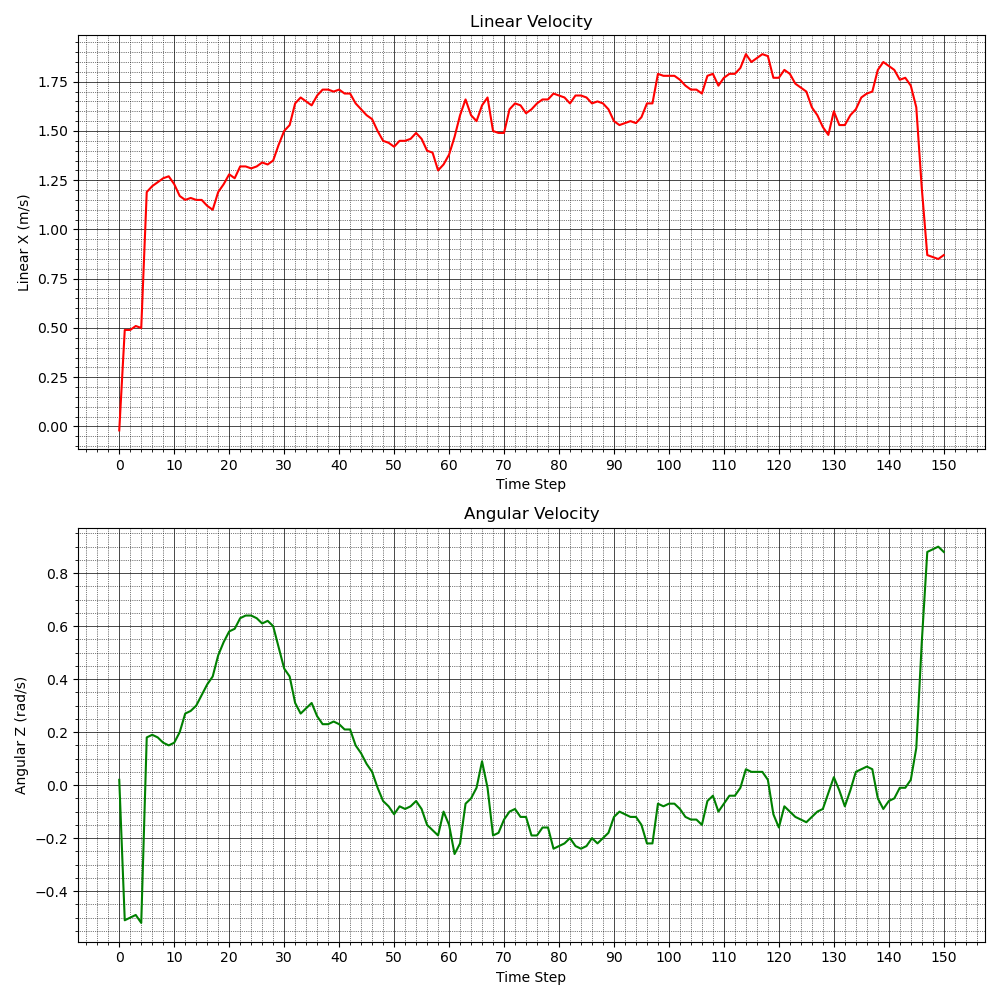 Linear Velocity
1.75
1.50
1.25
1.00
0.75
0.50
0.25
0.00
Linear X (m/s)
0 10 20 30 40 50 60 70 80 90 100 110 120 130 140 150
Time Step
Angular Velocity
0.8
0.6
0.4
0.2
0.0
−0.2
−0.4
Angular Z (rad/s)
0 10 20 30 40 50 60 70 80 90 100 110 120 130 140 150
Time Step